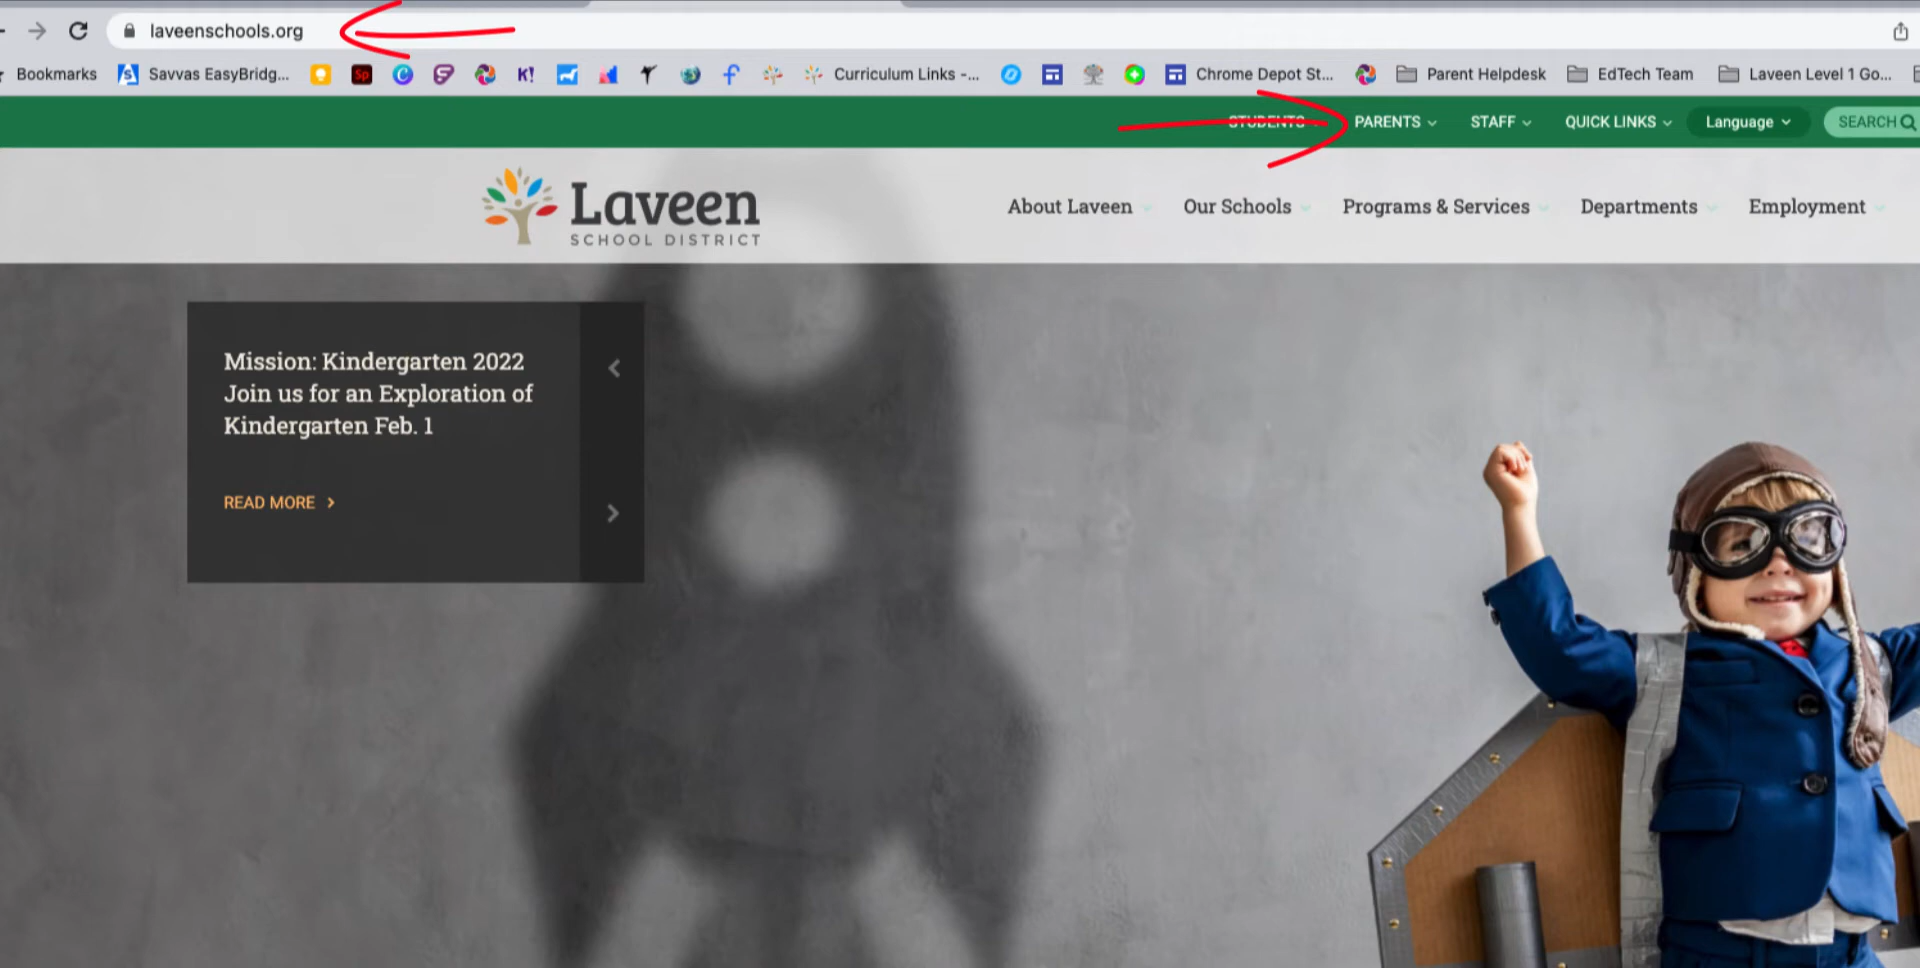 laveenschools.org
Bookmarks Savvas EasyBridg... Sp K! Curriculum Links -... Chrome Depot St... Parent Helpdesk EdTech Team Laveen Level 1 Go...
STUDENTS PARENTS STAFF QUICK LINKS Language SEARCH
Laveen
SCHOOL DISTRICT
About Laveen Our Schools Programs & Services Departments Employment
Mission: Kindergarten 2022
Join us for an Exploration of
Kindergarten Feb. 1
READ MORE